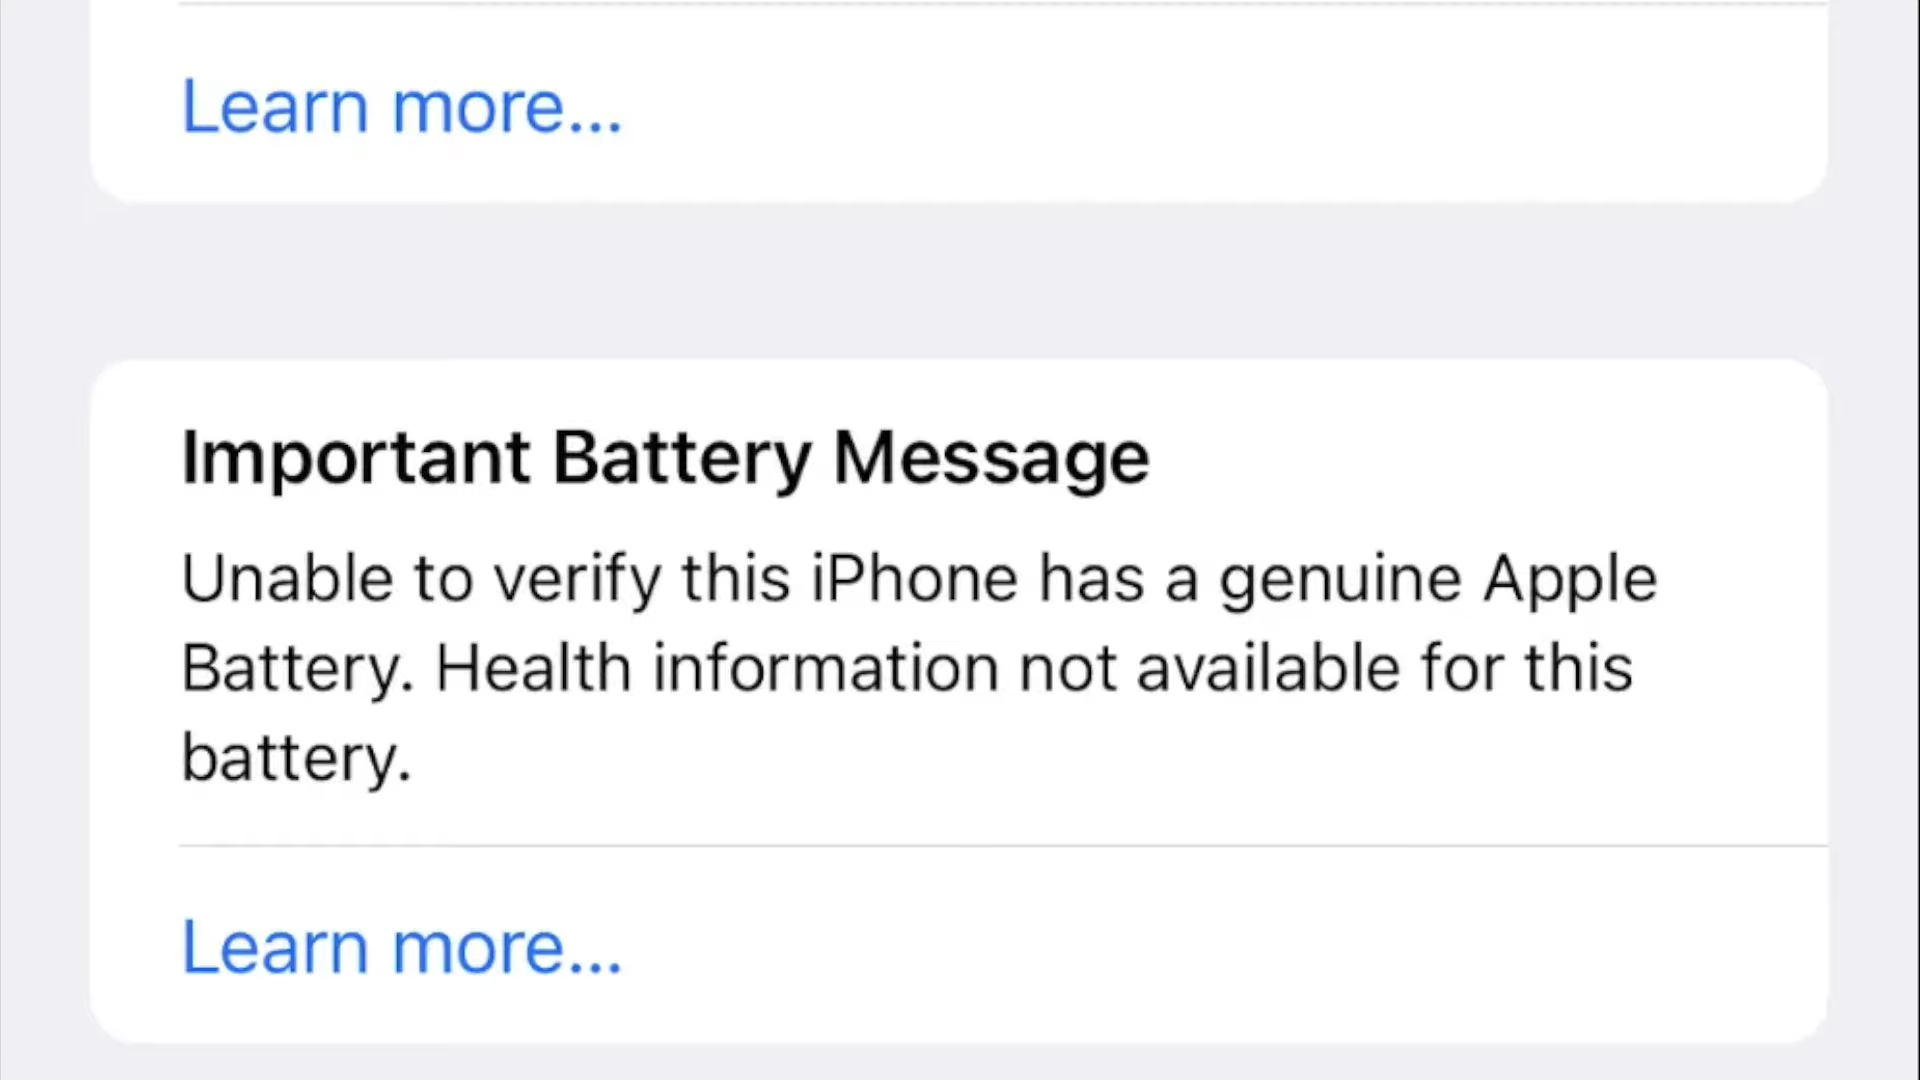 Learn more...
Important Battery Message
Unable to verify this iPhone has a genuine Apple
Battery. Health information not available for this
battery.
Learn more...